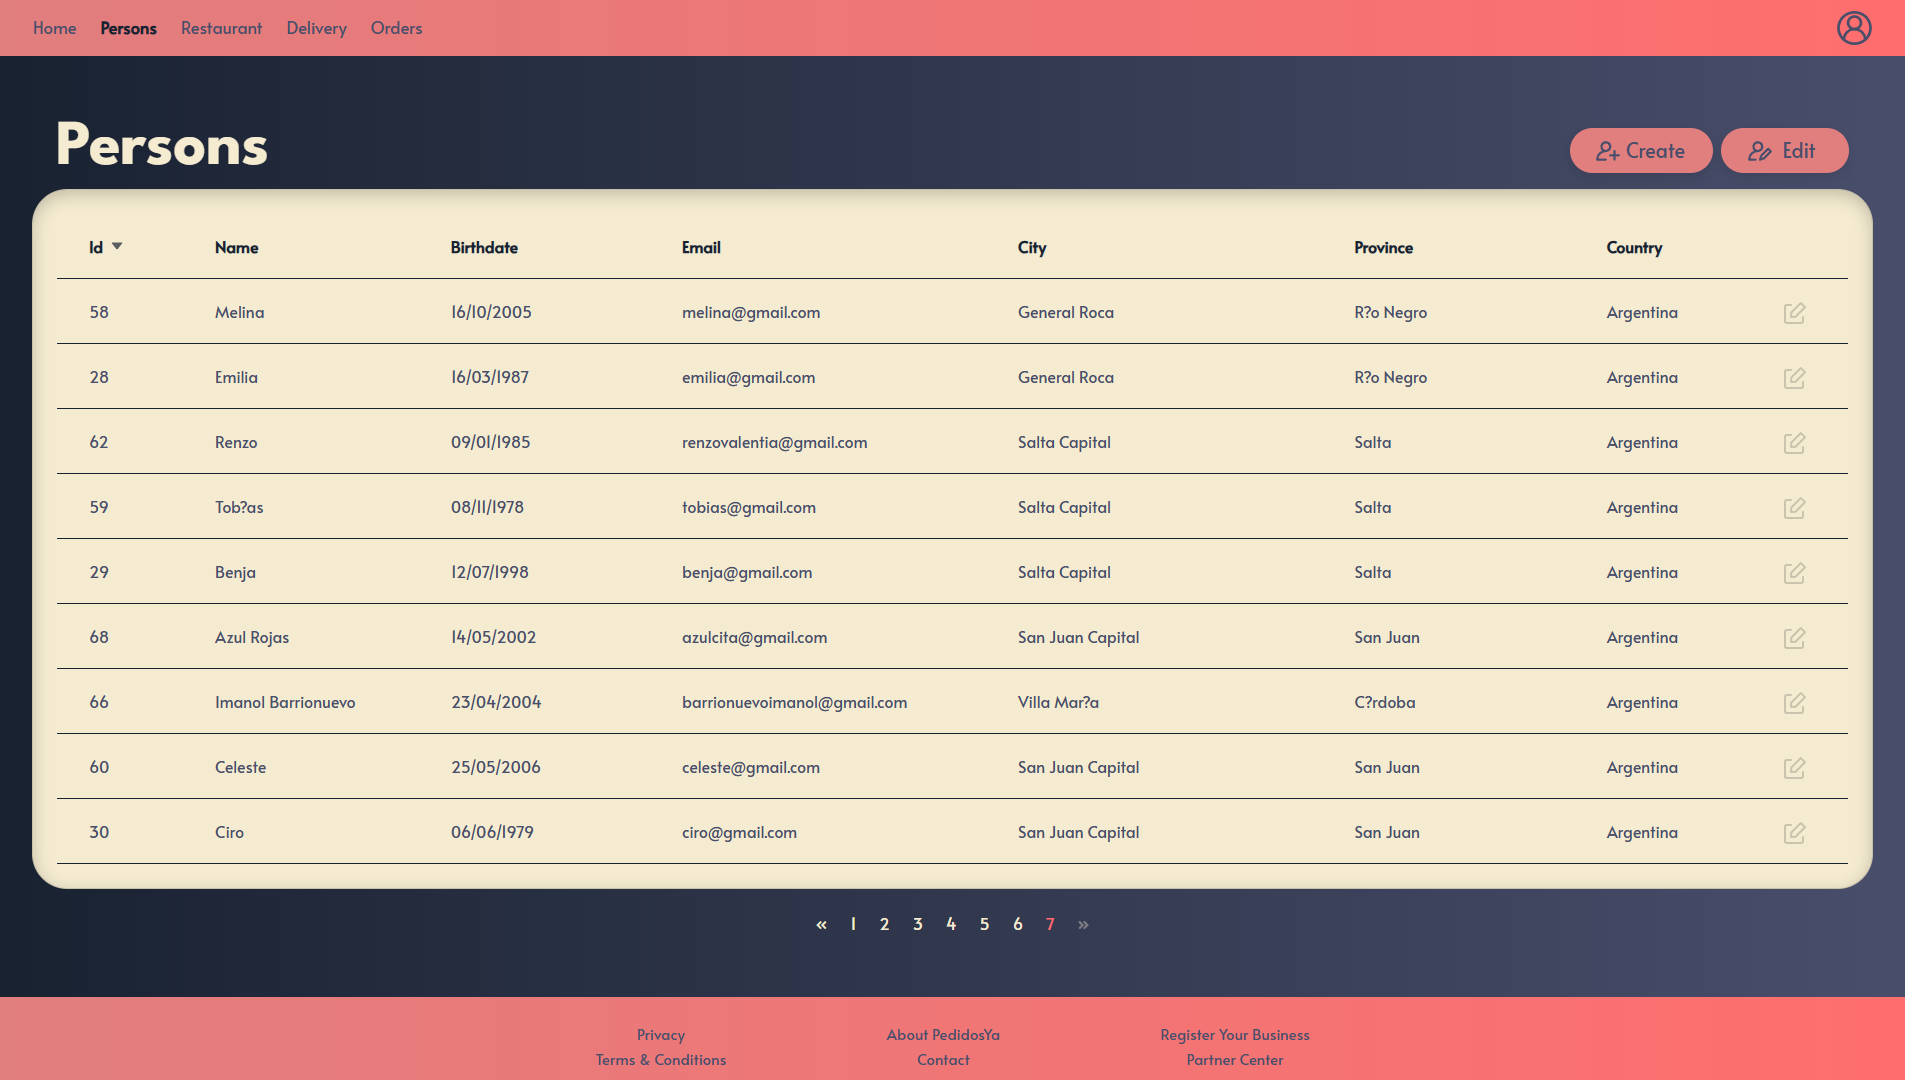 Home Persons Restaurant Delivery Orders
Persons
Create Edit
Id Name Birthdate Email City Province Country
58 Melina 16/10/2005 melina@gmail.com General Roca R?o Negro Argentina
28 Emilia 16/03/1987 emilia@gmail.com General Roca R?o Negro Argentina
62 Renzo 09/01/1985 renzovalentia@gmail.com Salta Capital Salta Argentina
59 Tob?as 08/11/1978 tobias@gmail.com Salta Capital Salta Argentina
29 Benja 12/07/1998 benja@gmail.com Salta Capital Salta Argentina
68 Azul Rojas 14/05/2002 azulcita@gmail.com San Juan Capital San Juan Argentina
66 Imanol Barrionuevo 23/04/2004 barrionuevoimanol@gmail.com Villa Mar?a C?rdoba Argentina
60 Celeste 25/05/2006 celeste@gmail.com San Juan Capital San Juan Argentina
30 Ciro 06/06/1979 ciro@gmail.com San Juan Capital San Juan Argentina
« 1 2 3 4 5 6 7 »
Privacy About PedidosYa Register Your Business
Terms & Conditions Contact Partner Center